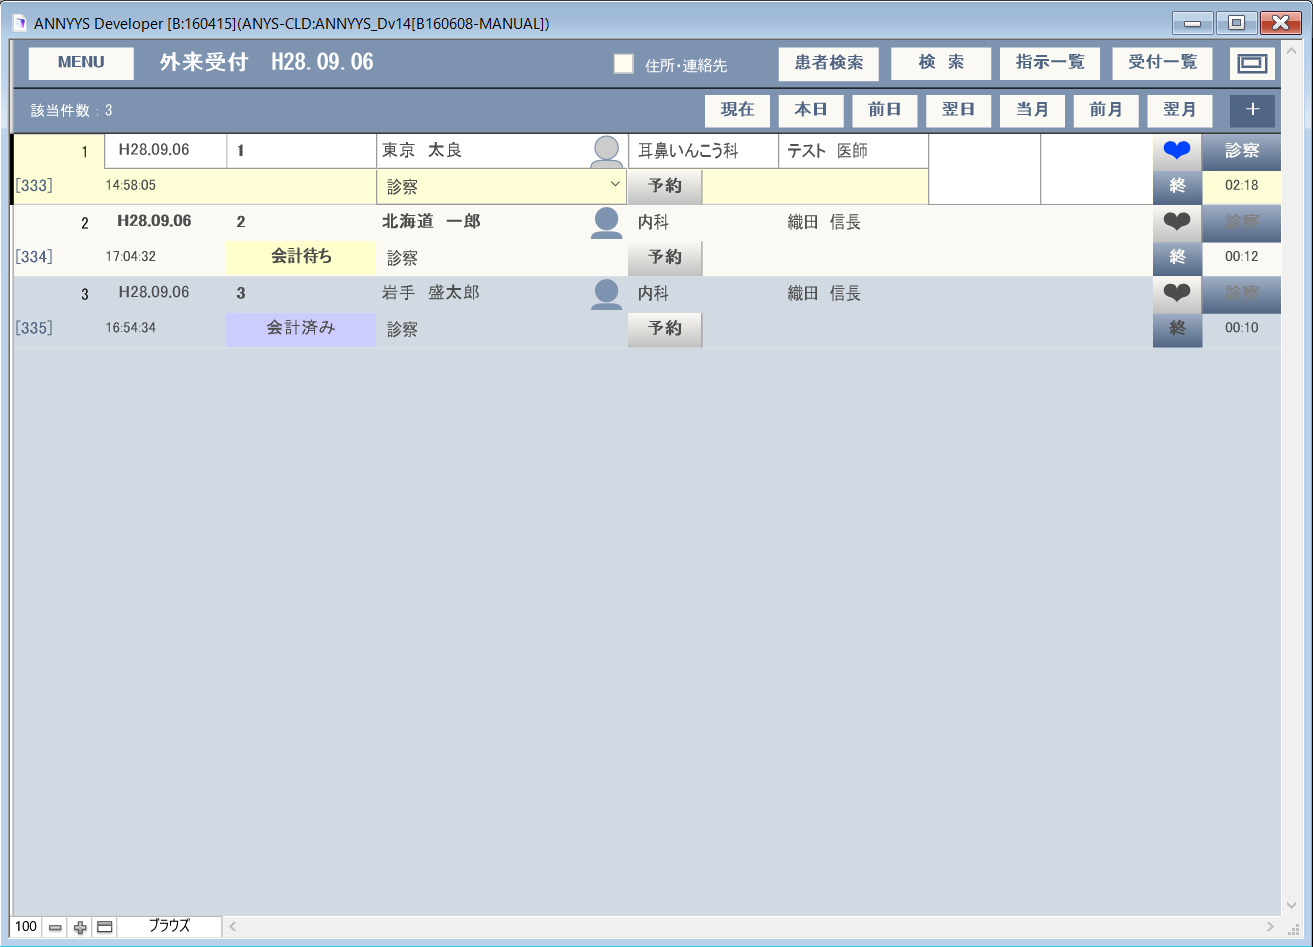 ANNYYS Developer [B:160415](ANYS-CLD:ANNYYS_Dv14[B160608-MANUAL])
MENU 外来受付 H28.09.06 住所・連絡先 患者検索 検 索 指示一覧 受付一覧
該当件数 : 3 現在 本日 前日 翌日 当月 前月 翌月 +
1 H28.09.06 1 東京 太良 耳鼻いんこう科 テスト 医師 診察
[333] 14:58:05 診察 予約 終 02:18
2 H28.09.06 2 北海道 一郎 内科 織田 信長 診察
[334] 17:04:32 会計待ち 診察 予約 終 00:12
3 H28.09.06 3 岩手 盛太郎 内科 織田 信長 診察
[335] 16:54:34 会計済み 診察 予約 終 00:10
100 ブラウズ